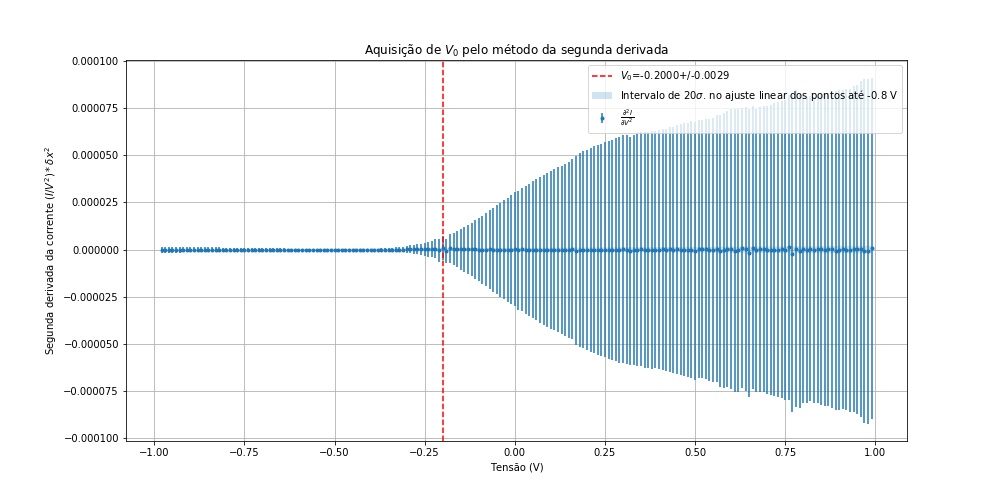 Aquisição de V₀ pelo método da segunda derivada
V₀=-0.2000+/-0.0029
Intervalo de 20σ. no ajuste linear dos pontos até -0.8 V
∂²I/∂V²
Segunda derivada da corrente (I/V²)*δx²
0.000100
0.000075
0.000050
0.000025
0.000000
−0.000025
−0.000050
−0.000075
−0.000100
−1.00 −0.75 −0.50 −0.25 0.00 0.25 0.50 0.75 1.00
Tensão (V)